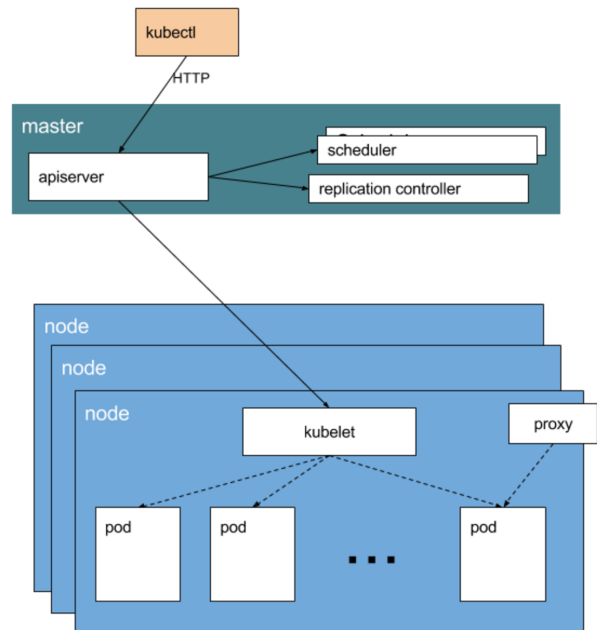 kubectl
HTTP
master
scheduler
apiserver
replication controller
node
node
node
kubelet
proxy
pod
pod
pod